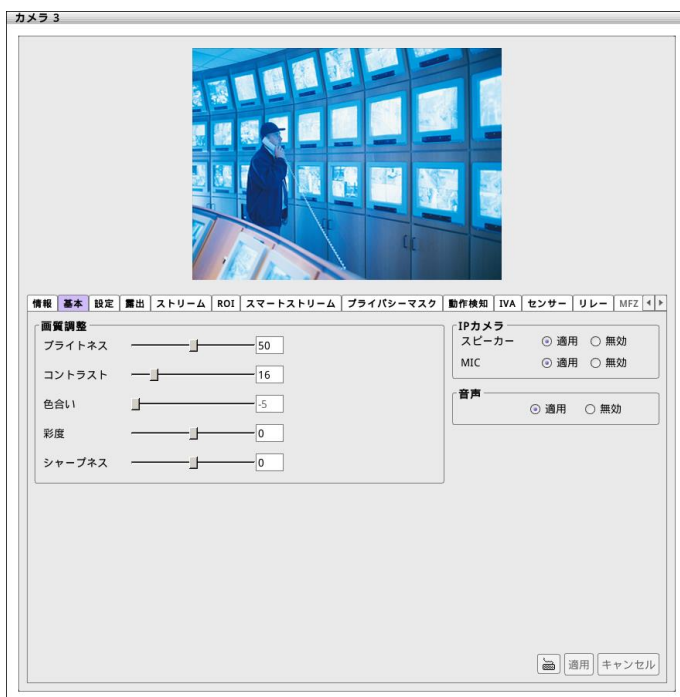 カメラ 3
情報 基本 設定 露出 ストリーム ROI スマートストリーム プライバシーマスク 動作検知 IVA センサー リレー MFZ
画質調整
ブライトネス 50
コントラスト 16
色合い -5
彩度 0
シャープネス 0
IPカメラ
スピーカー 適用 無効
MIC 適用 無効
音声
適用 無効
適用 キャンセル